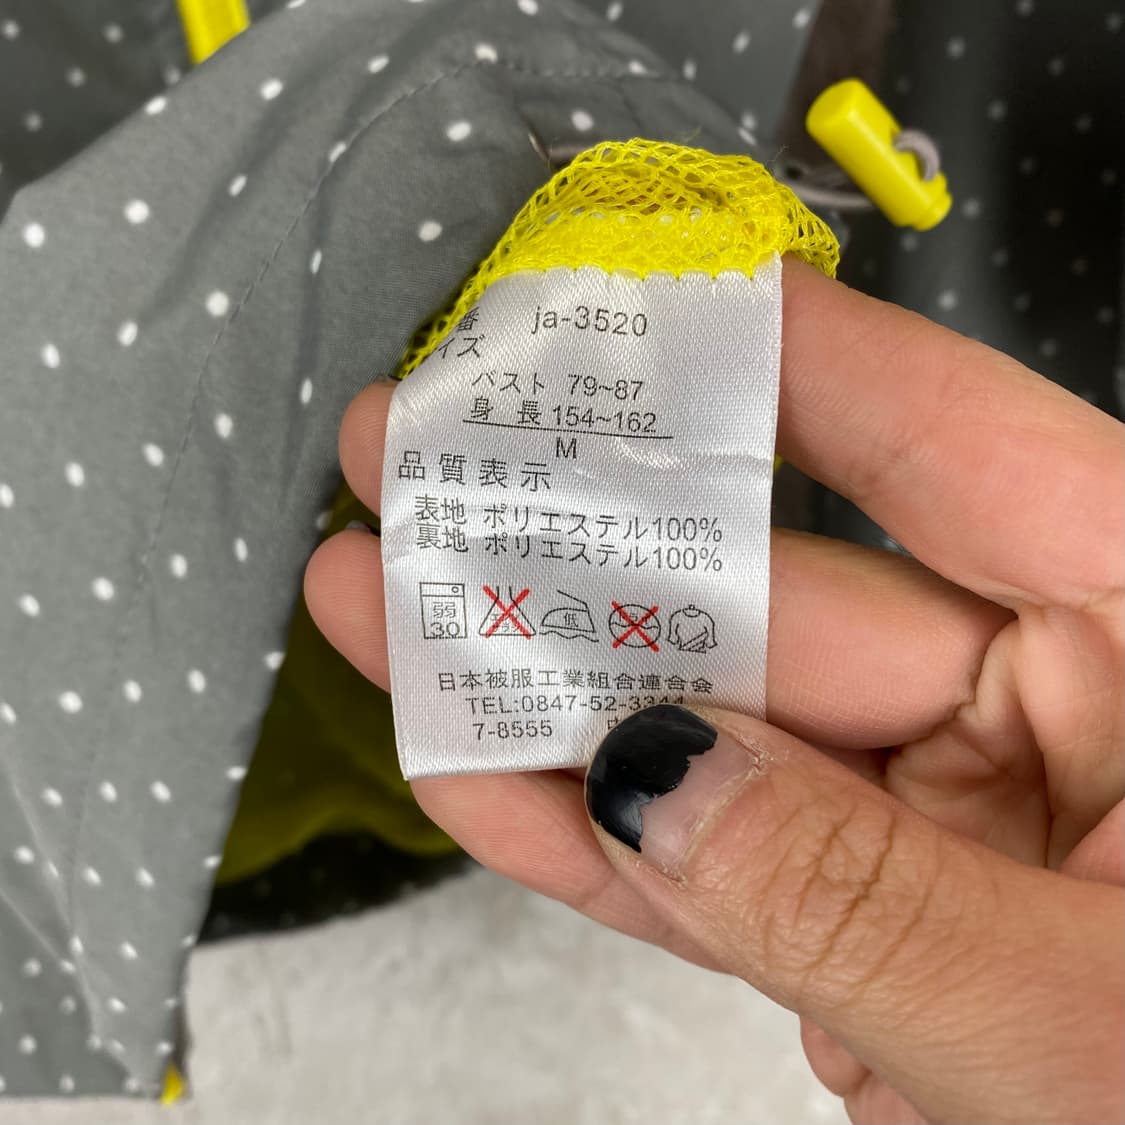 番 ja-3520
イズ
バスト 79~87
身 長 154~162
M
品質表示
表地 ポリエステル100%
裏地 ポリエステル100%
弱
30
低
日本被服工業組合連合会
TEL:0847-52-3344
7-8555